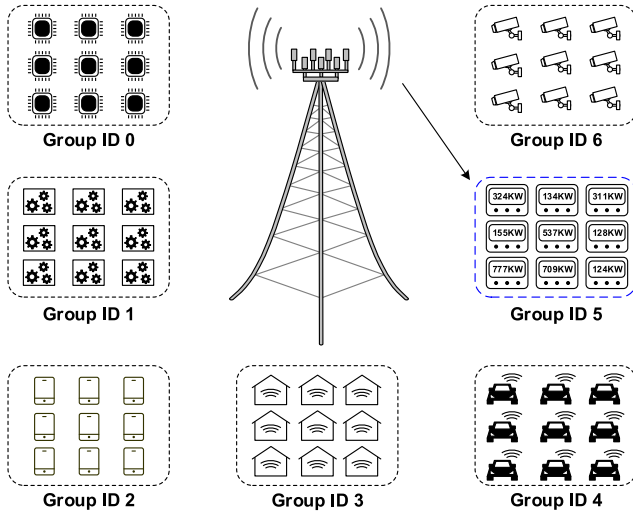 Group ID 0
Group ID 6
324KW 134KW 311KW
155KW 537KW 128KW
777KW 709KW 124KW
Group ID 1
Group ID 5
Group ID 2
Group ID 3
Group ID 4